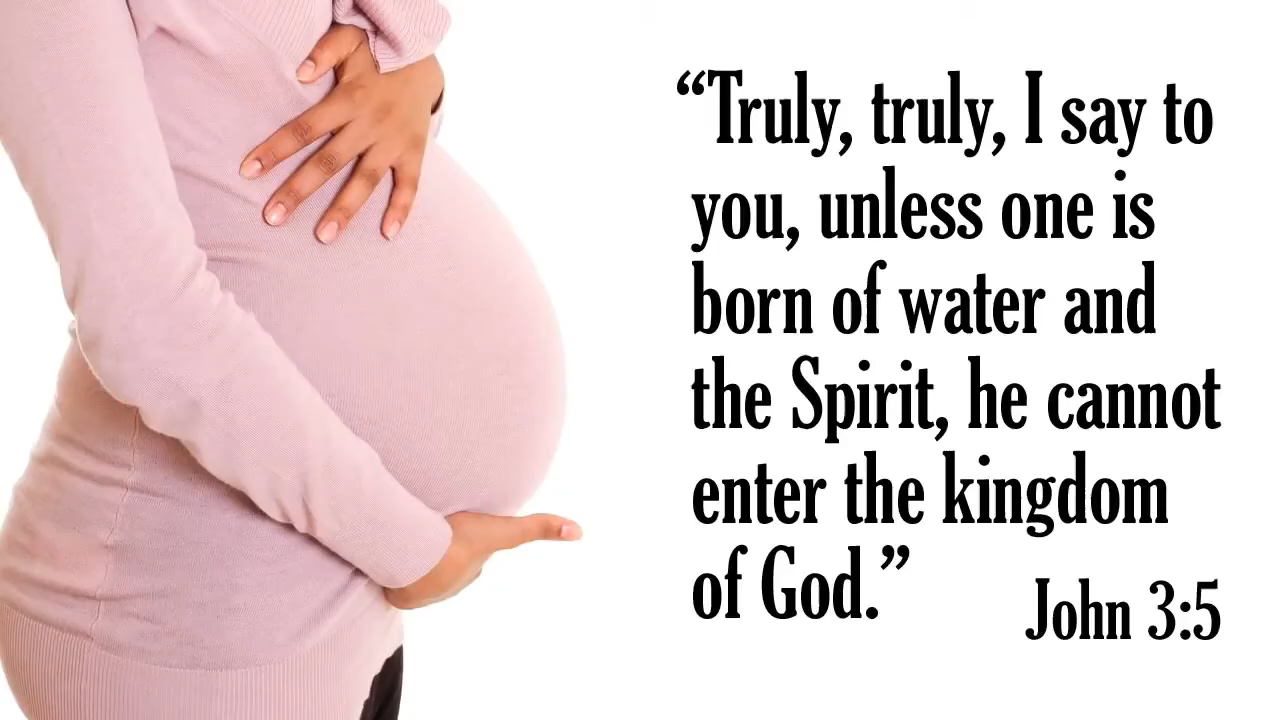 “Truly, truly, I say to
you, unless one is
born of water and
the Spirit, he cannot
enter the kingdom
of God.”
John 3:5